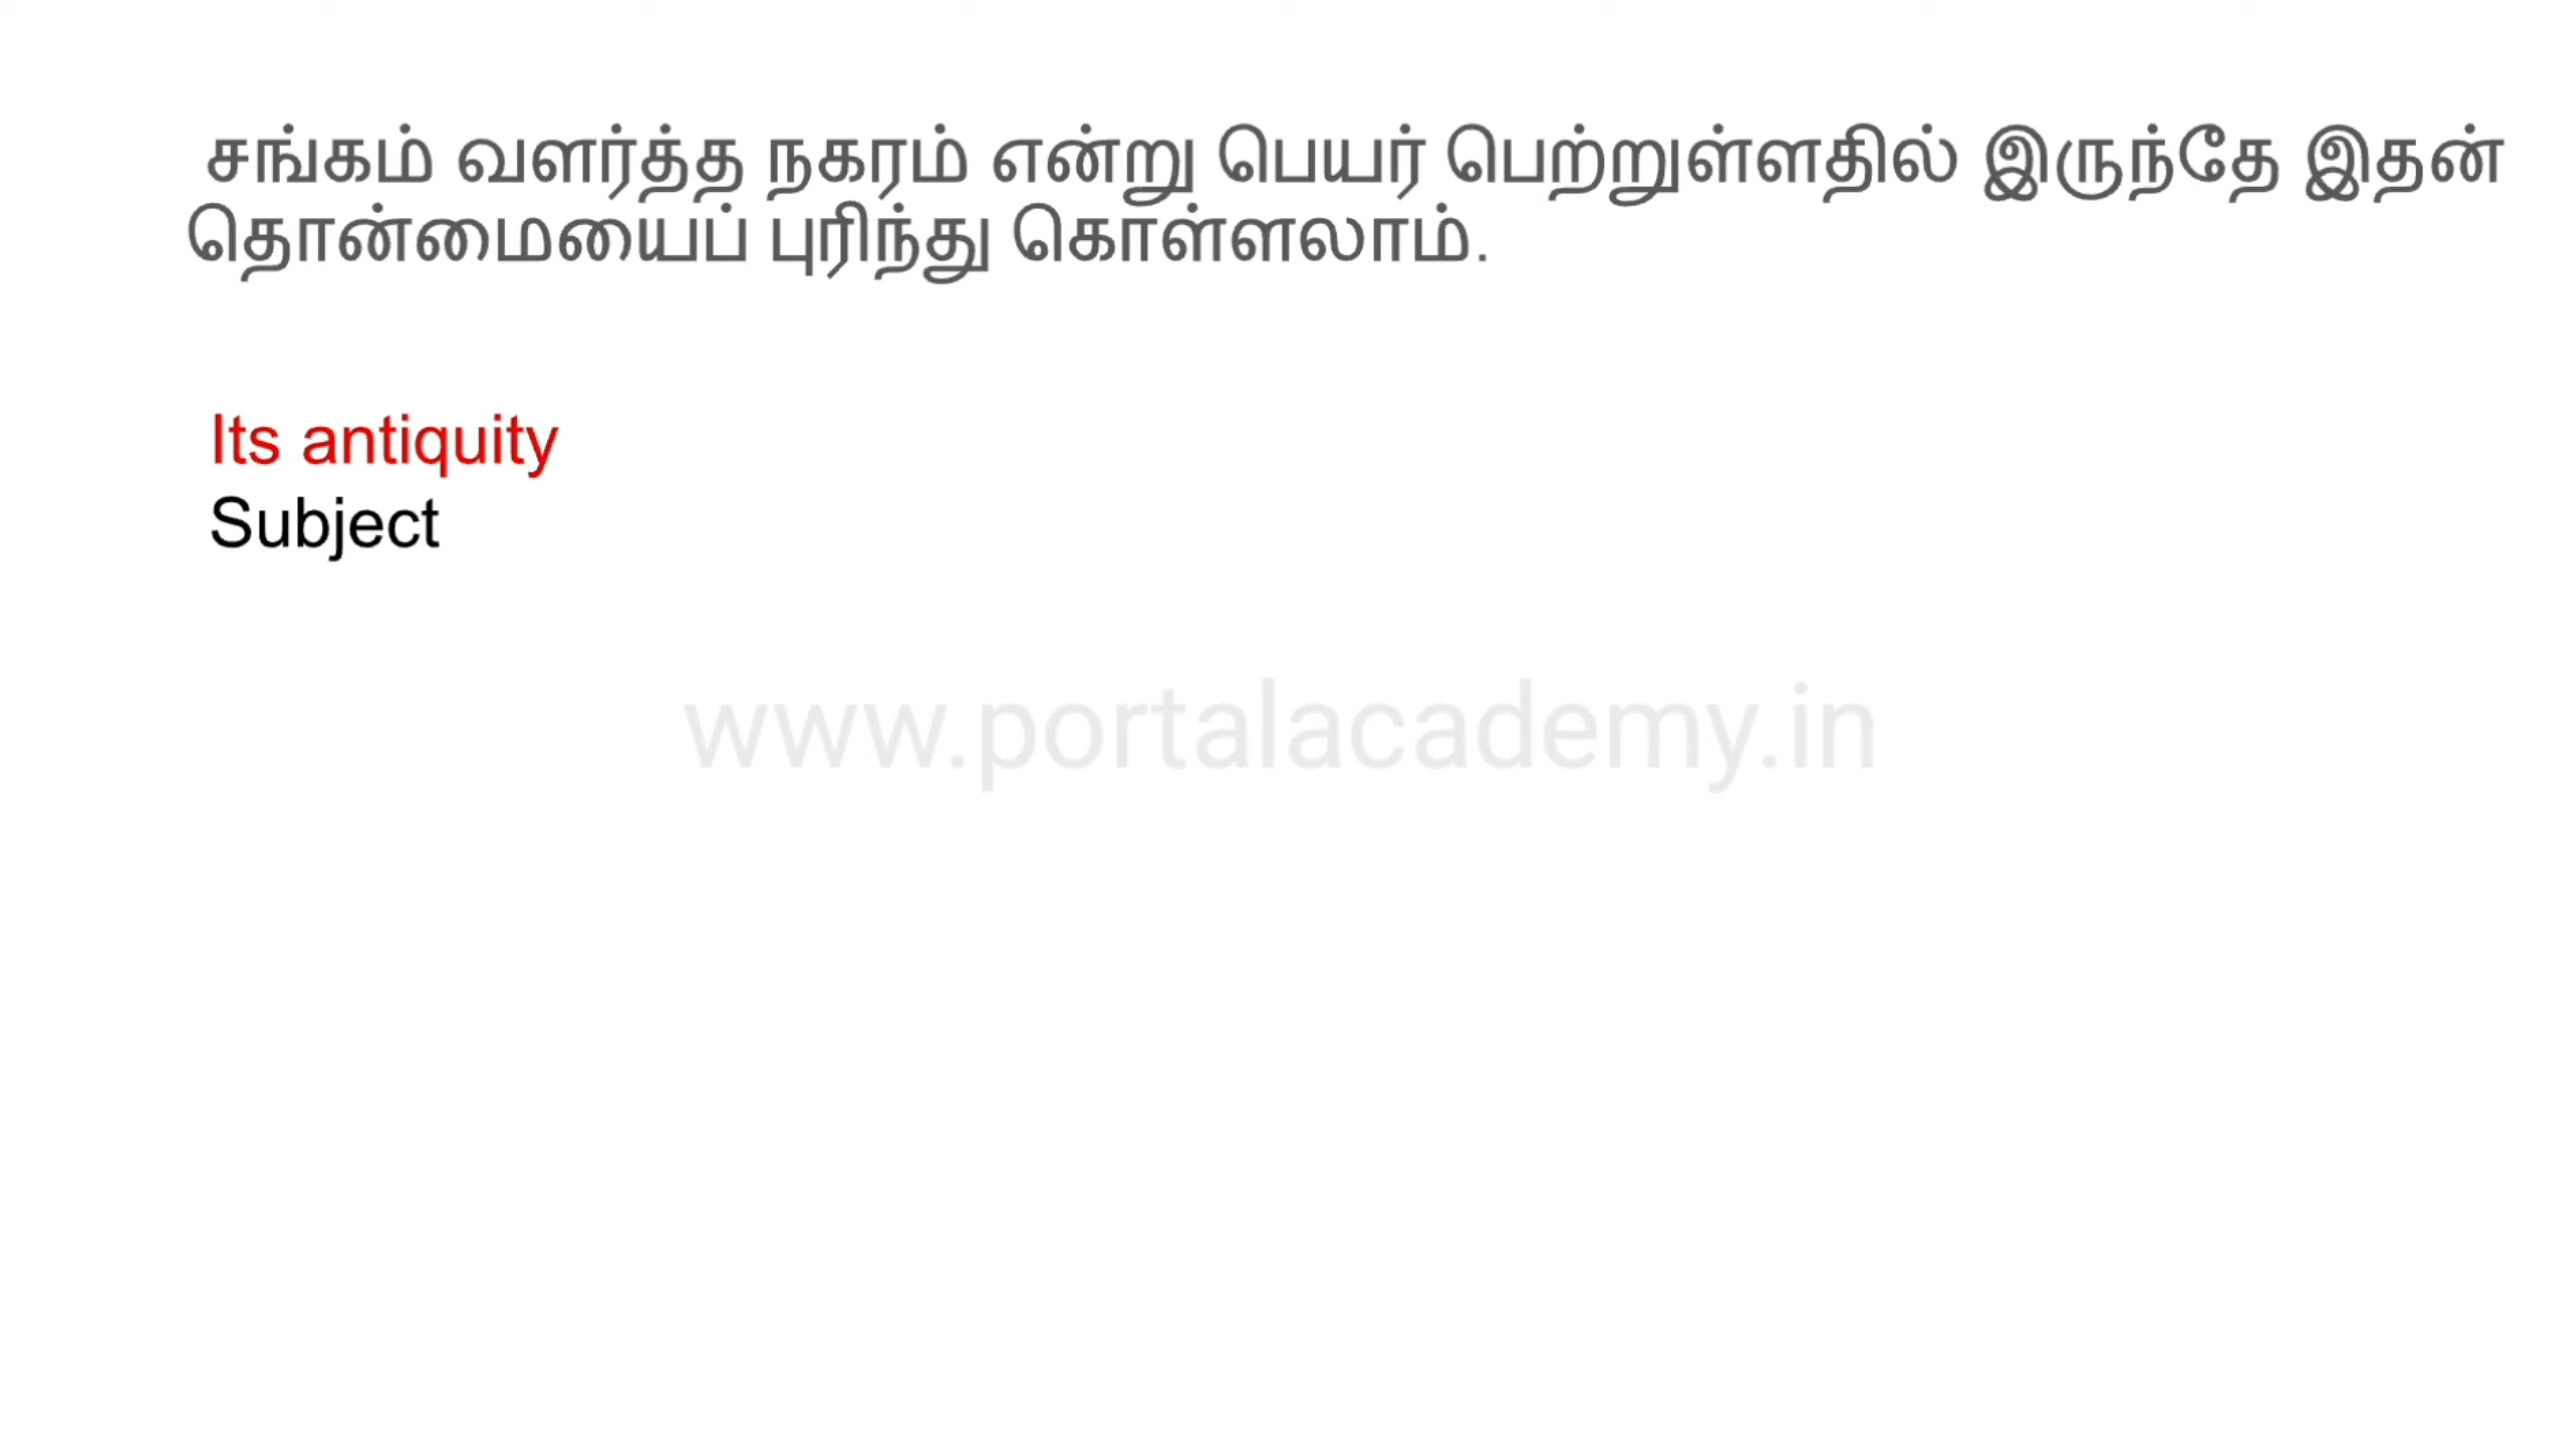 சங்கம் வளர்த்த நகரம் என்று பெயர் பெற்றுள்ளதில் இருந்தே இதன்
தொன்மையைப் புரிந்து கொள்ளலாம்.
Its antiquity
Subject
www.portalacademy.in